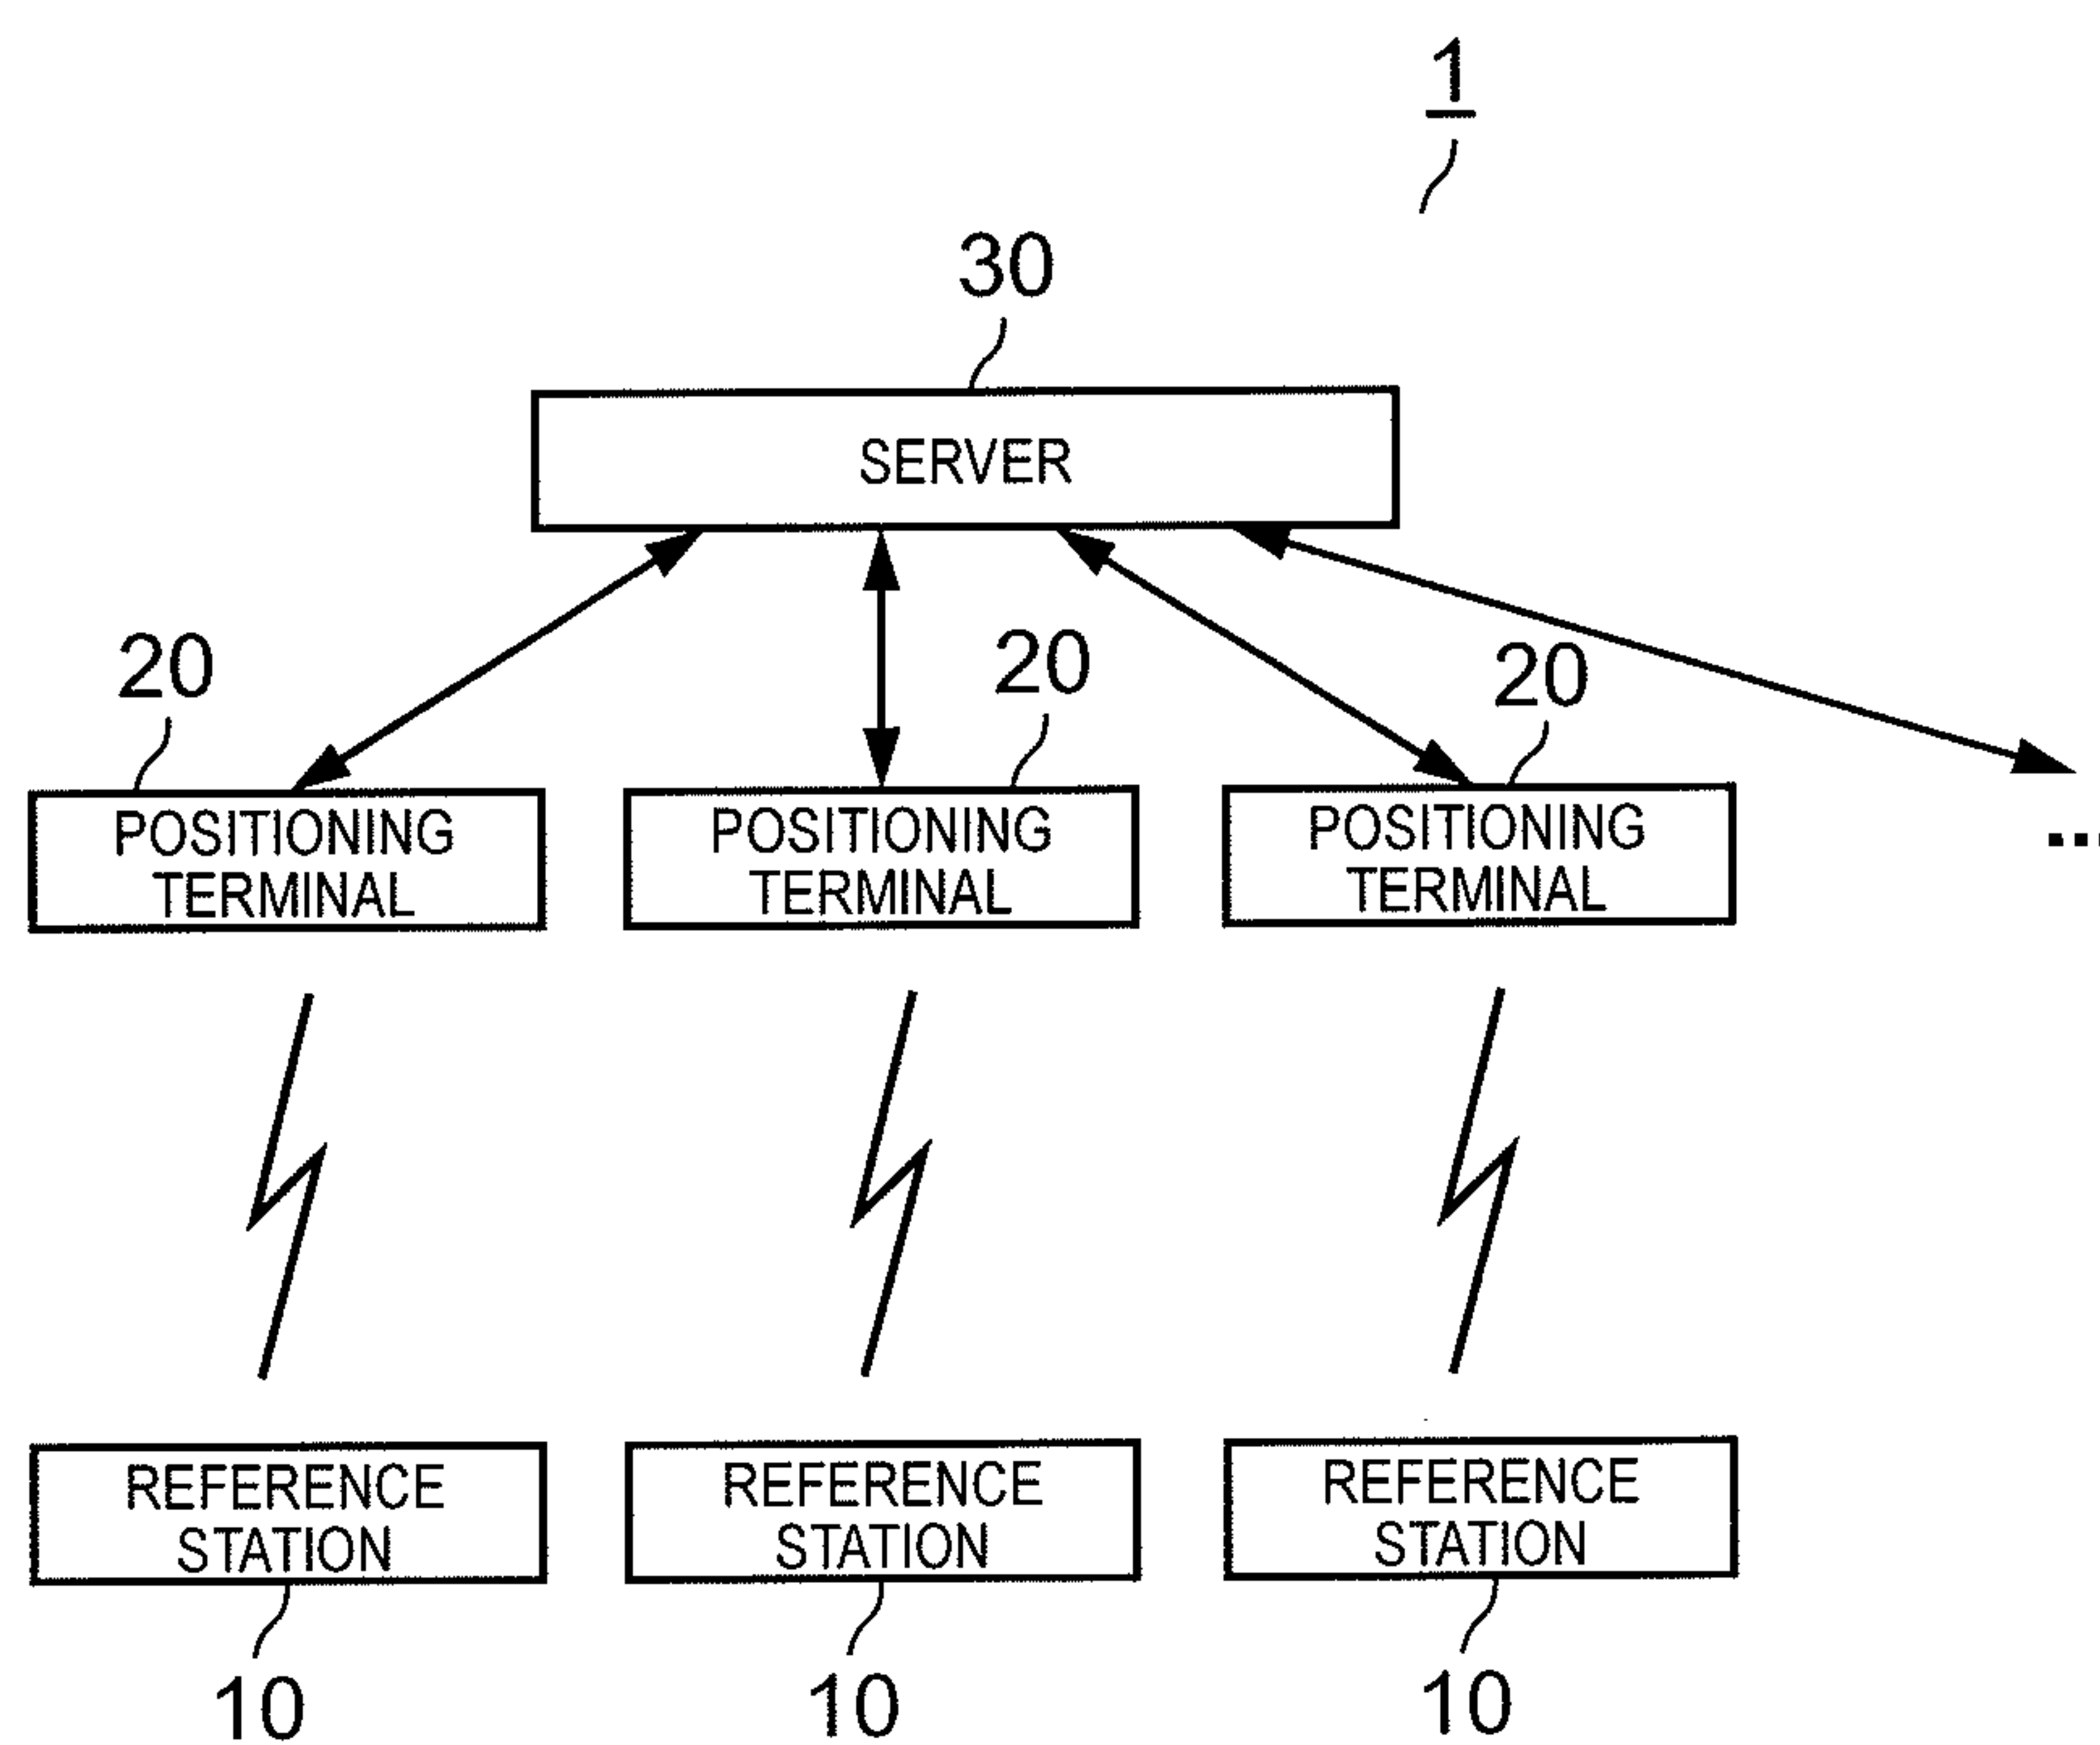 1
30
SERVER
20
20
20
POSITIONING
TERMINAL
POSITIONING
TERMINAL
POSITIONING
TERMINAL
...
REFERENCE
STATION
REFERENCE
STATION
REFERENCE
STATION
10
10
10